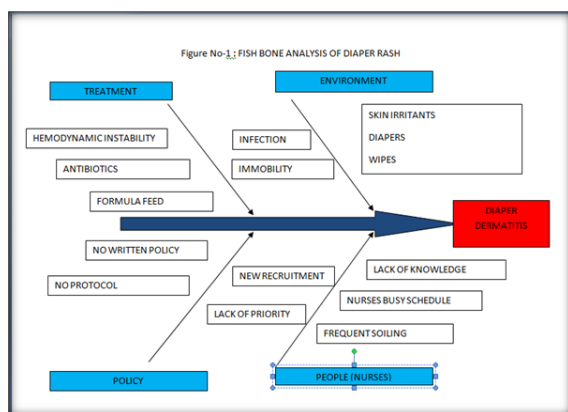 Figure No-1 : FISH BONE ANALYSIS OF DIAPER RASH
TREATMENT
ENVIRONMENT
HEMODYNAMIC INSTABILITY
ANTIBIOTICS
FORMULA FEED
INFECTION
IMMOBILITY
SKIN IRRITANTS
DIAPERS
WIPES
DIAPER
DERMATITIS
NO WRITTEN POLICY
NO PROTOCOL
NEW RECRUITMENT
LACK OF PRIORITY
LACK OF KNOWLEDGE
NURSES BUSY SCHEDULE
FREQUENT SOILING
POLICY
PEOPLE (NURSES)